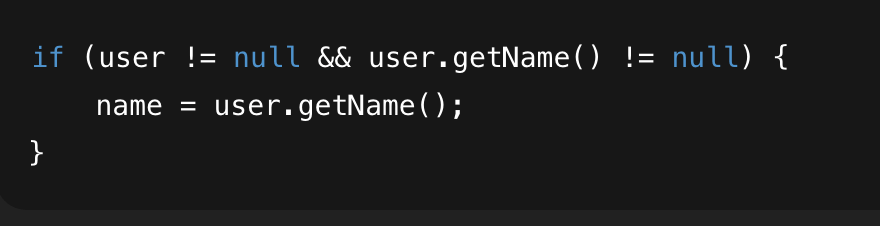 if (user != null && user.getName() != null) {
    name = user.getName();
}